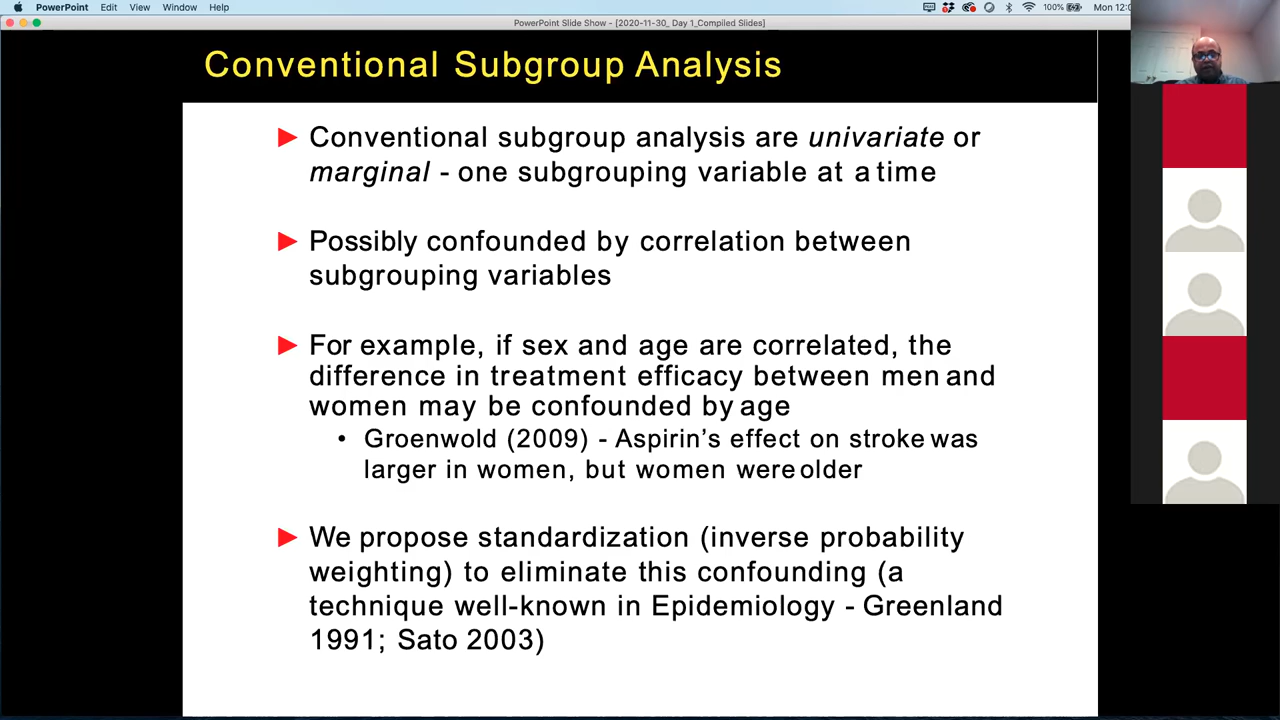 PowerPoint Edit View Window Help 100% Mon 12:0
PowerPoint Slide Show - [2020-11-30_ Day 1_Compiled Slides]
Conventional Subgroup Analysis
Conventional subgroup analysis are univariate or
marginal - one subgrouping variable at a time
Possibly confounded by correlation between
subgrouping variables
For example, if sex and age are correlated, the
difference in treatment efficacy between men and
women may be confounded by age
• Groenwold (2009) - Aspirin's effect on stroke was
larger in women, but women were older
We propose standardization (inverse probability
weighting) to eliminate this confounding (a
technique well-known in Epidemiology - Greenland
1991; Sato 2003)